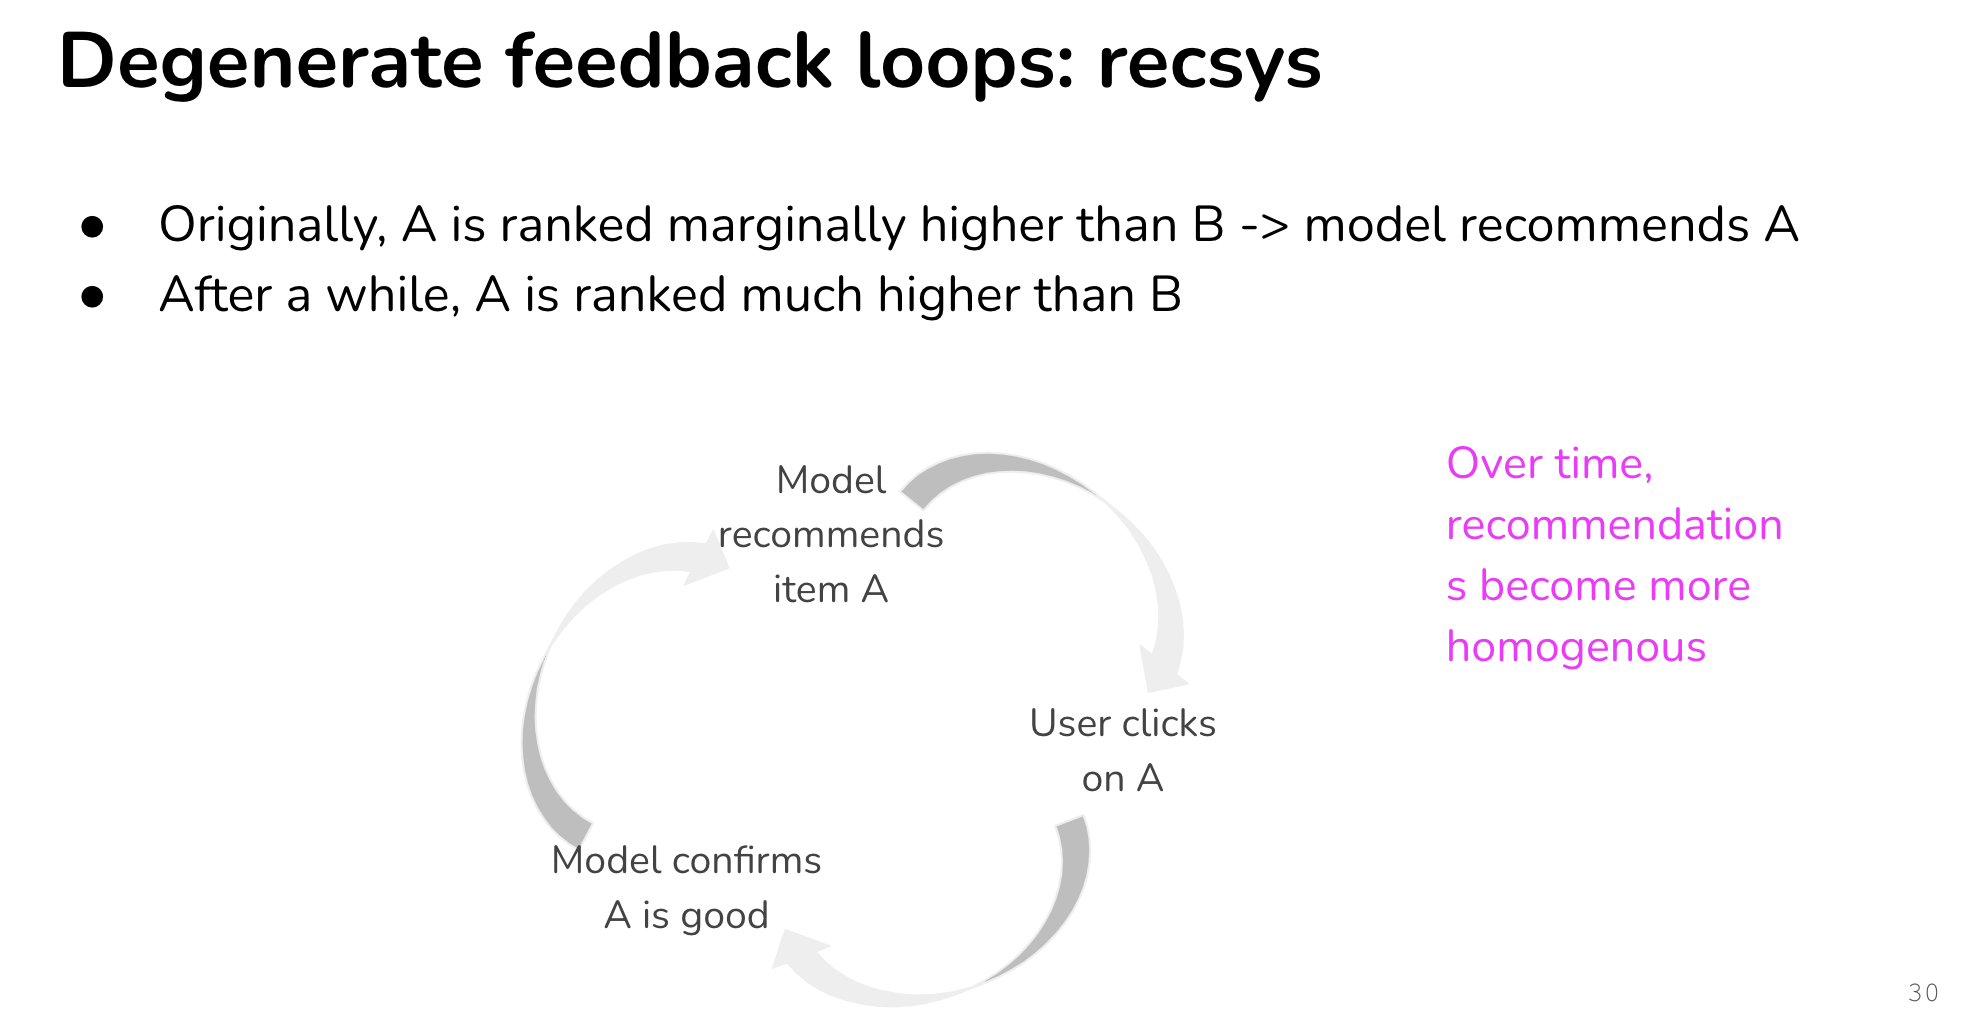 Degenerate feedback loops: recsys
● Originally, A is ranked marginally higher than B -> model recommends A
● After a while, A is ranked much higher than B
Model
recommends
item A
User clicks
on A
Model confirms
A is good
Over time,
recommendation
s become more
homogenous
30